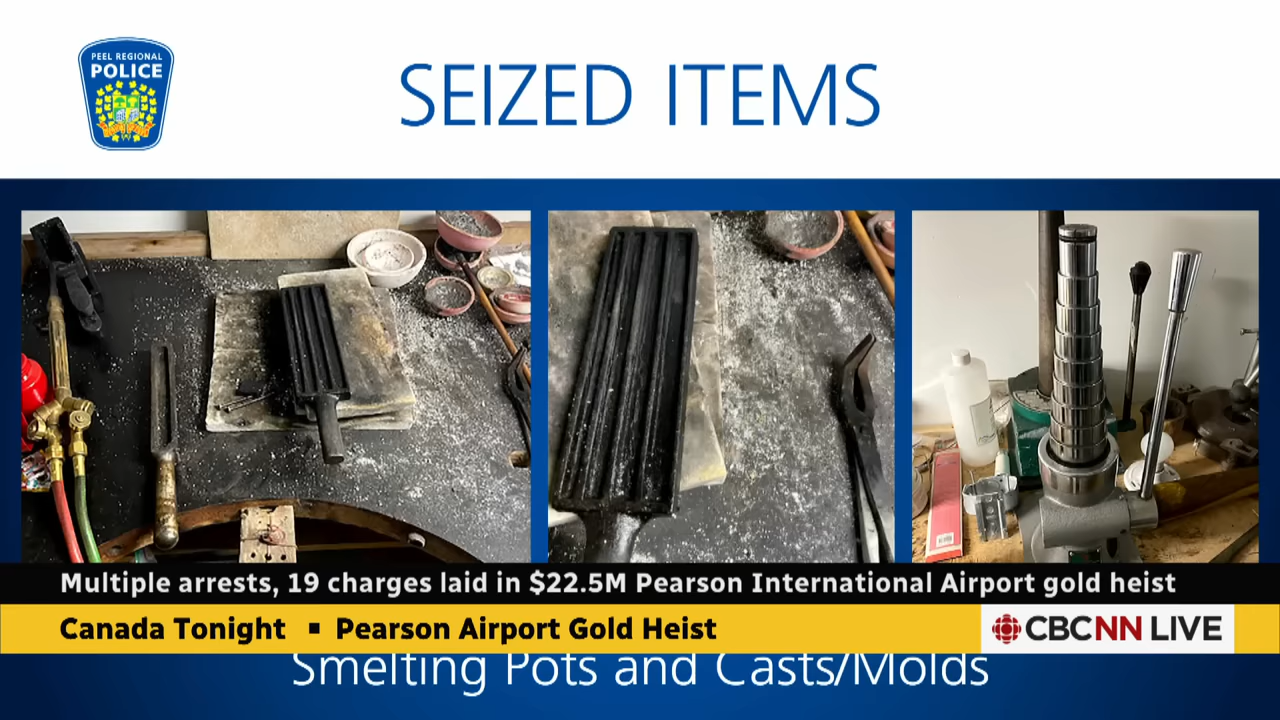 PEEL REGIONAL
POLICE
SEIZED ITEMS
Multiple arrests, 19 charges laid in $22.5M Pearson International Airport gold heist
Canada Tonight ▪ Pearson Airport Gold Heist
CBCNN LIVE
Smelting Pots and Casts/Molds